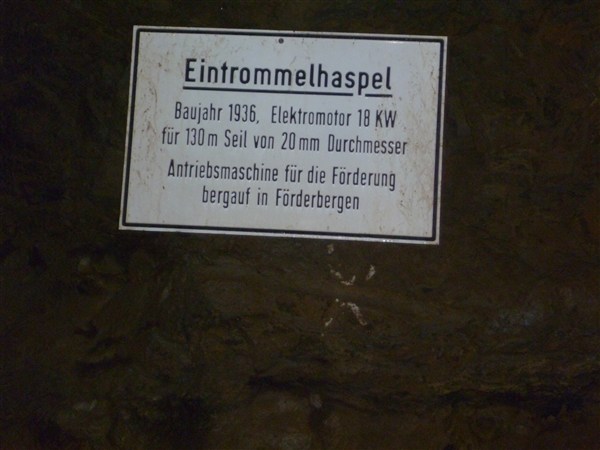 Eintrommelhaspel
Baujahr 1936, Elektromotor 18 KW
für 130 m Seil von 20 mm Durchmesser
Antriebsmaschine für die Förderung
bergauf in Förderbergen